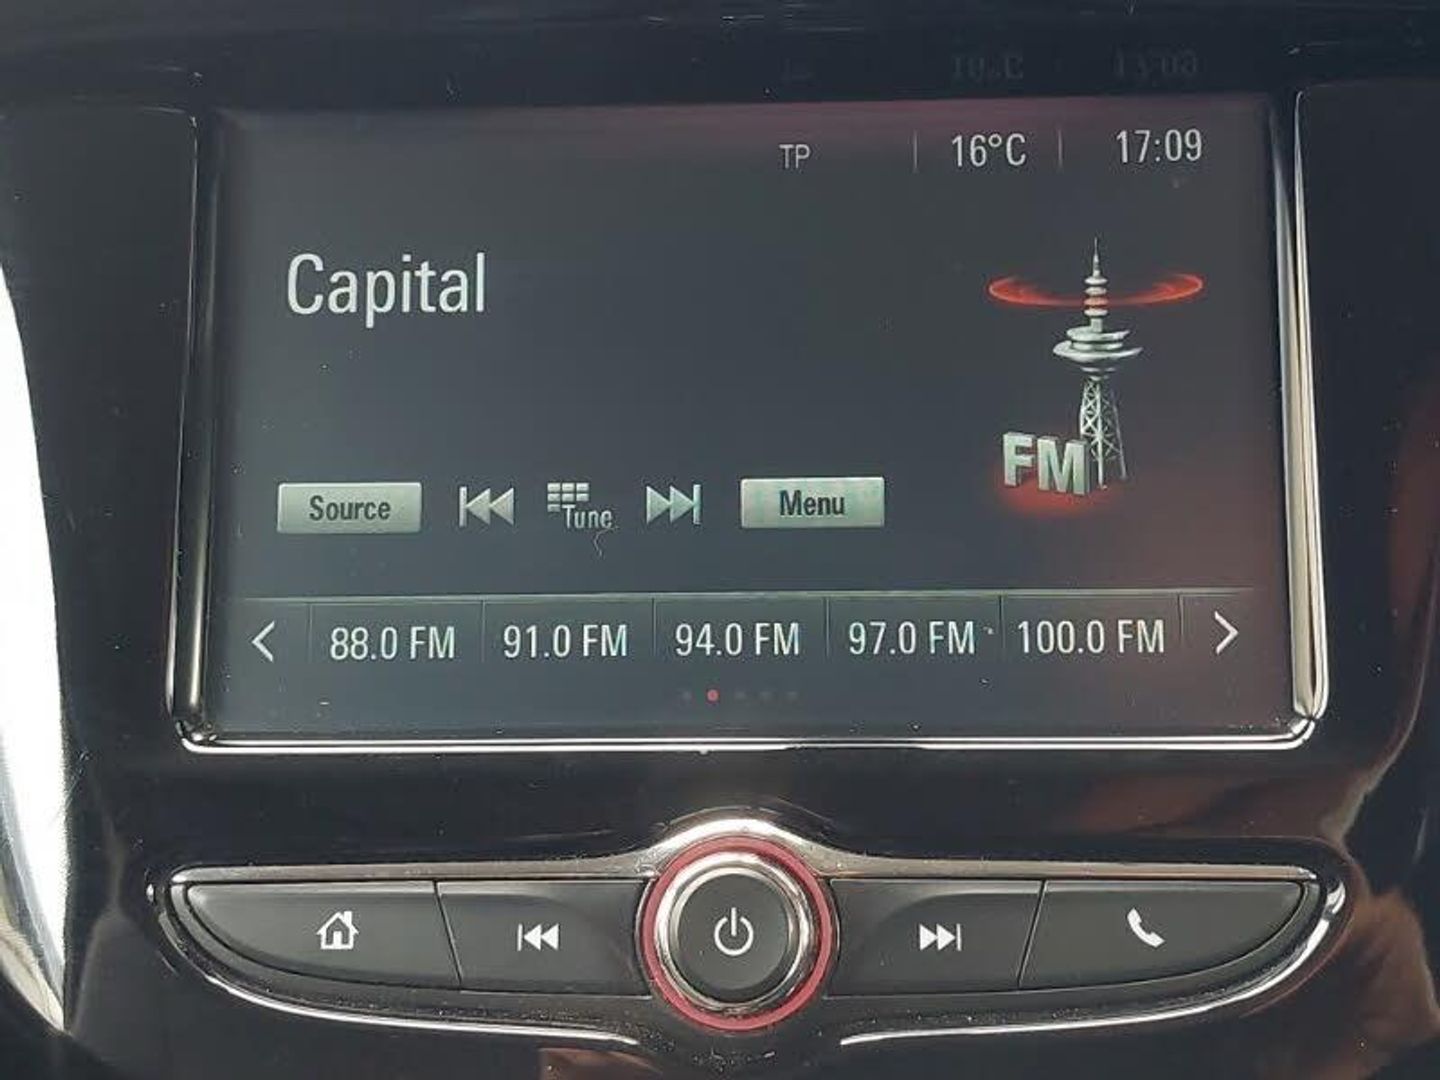 TP 16°C 17:09
Capital
FM
Source Tune Menu
88.0 FM 91.0 FM 94.0 FM 97.0 FM 100.0 FM